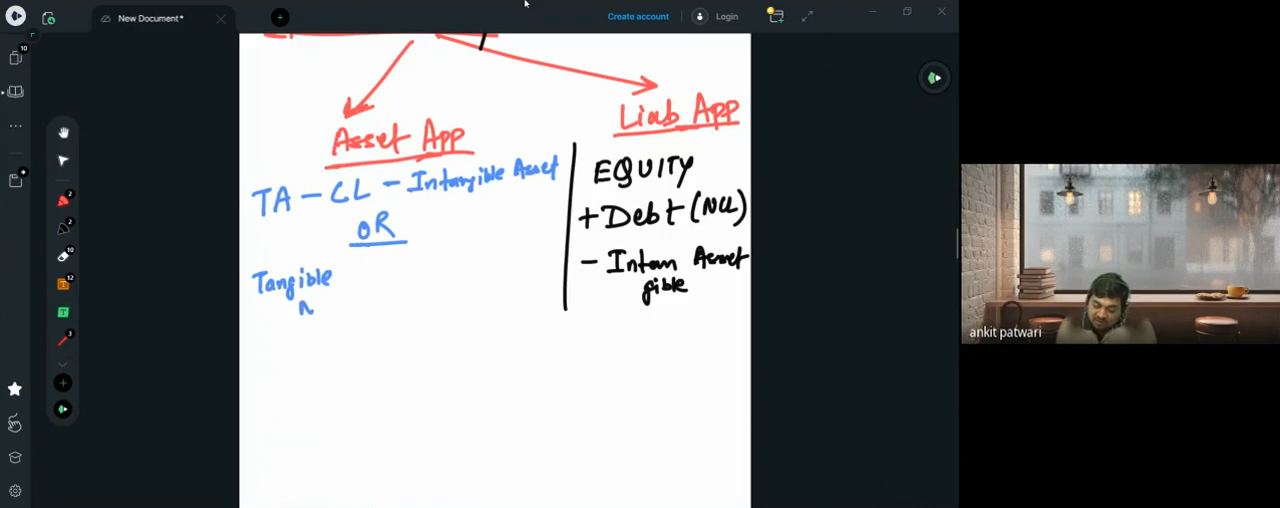 New Document*
Create account
Login
Asset App
Liab App
TA - CL - Intangible Asset
OR
Tangible
EQUITY
+ Debt (NCL)
- Intan Asset
gible
ankit patwari